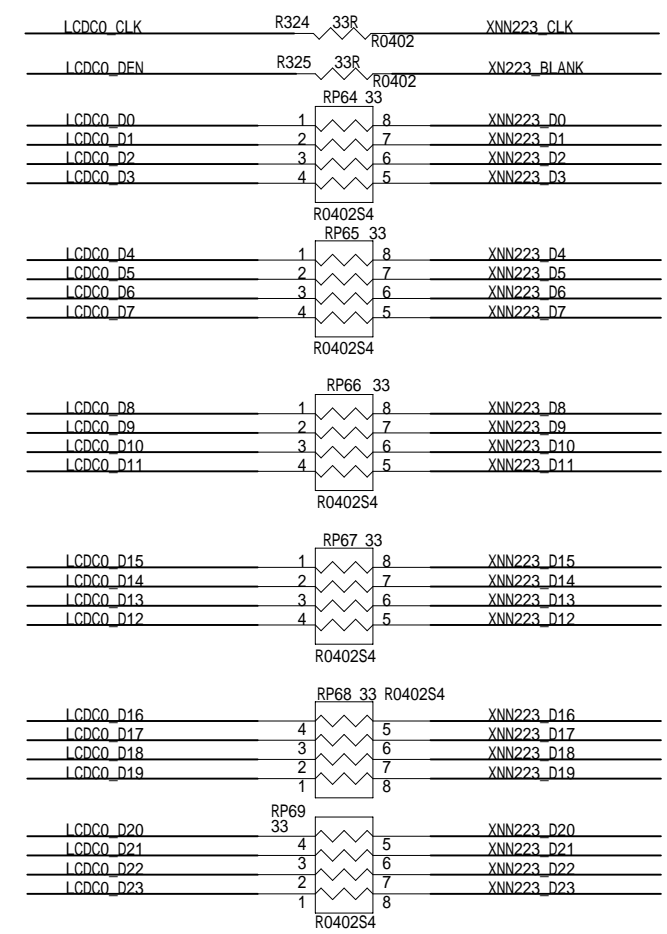 LCDC0_CLK R324 33R R0402 XNN223_CLK
LCDC0_DEN R325 33R R0402 XN223_BLANK
RP64 33
LCDC0_D0 1 8 XNN223_D0
LCDC0_D1 2 7 XNN223_D1
LCDC0_D2 3 6 XNN223_D2
LCDC0_D3 4 5 XNN223_D3
R0402S4
RP65 33
LCDC0_D4 1 8 XNN223_D4
LCDC0_D5 2 7 XNN223_D5
LCDC0_D6 3 6 XNN223_D6
LCDC0_D7 4 5 XNN223_D7
R0402S4
RP66 33
LCDC0_D8 1 8 XNN223_D8
LCDC0_D9 2 7 XNN223_D9
LCDC0_D10 3 6 XNN223_D10
LCDC0_D11 4 5 XNN223_D11
R0402S4
RP67 33
LCDC0_D15 1 8 XNN223_D15
LCDC0_D14 2 7 XNN223_D14
LCDC0_D13 3 6 XNN223_D13
LCDC0_D12 4 5 XNN223_D12
R0402S4
RP68 33 R0402S4
LCDC0_D16 4 5 XNN223_D16
LCDC0_D17 3 6 XNN223_D17
LCDC0_D18 2 7 XNN223_D18
LCDC0_D19 1 8 XNN223_D19
RP69
33
LCDC0_D20 4 5 XNN223_D20
LCDC0_D21 3 6 XNN223_D21
LCDC0_D22 2 7 XNN223_D22
LCDC0_D23 1 8 XNN223_D23
R0402S4